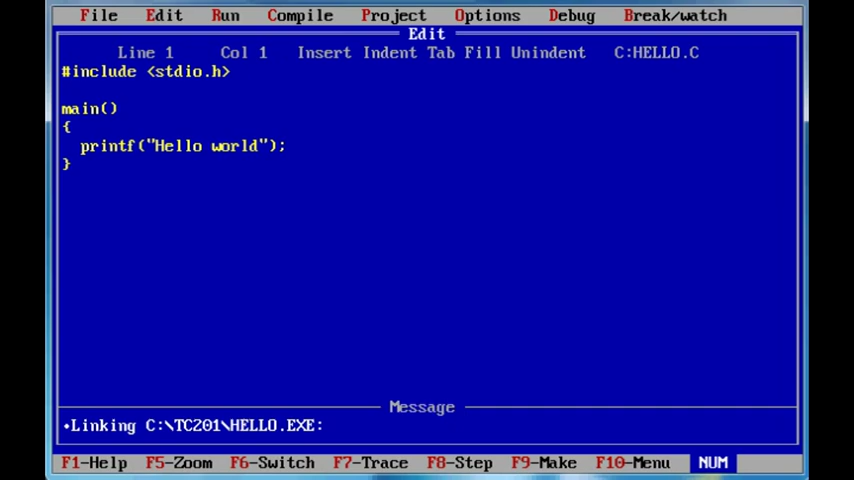 File Edit Run Compile Project Options Debug Break/watch
Edit
Line 1 Col 1 Insert Indent Tab Fill Unindent C:HELLO.C
#include <stdio.h>
main()
{
printf("Hello world");
}
Message
•Linking C:\TC201\HELLO.EXE:
F1-Help F5-Zoom F6-Switch F7-Trace F8-Step F9-Make F10-Menu NUM